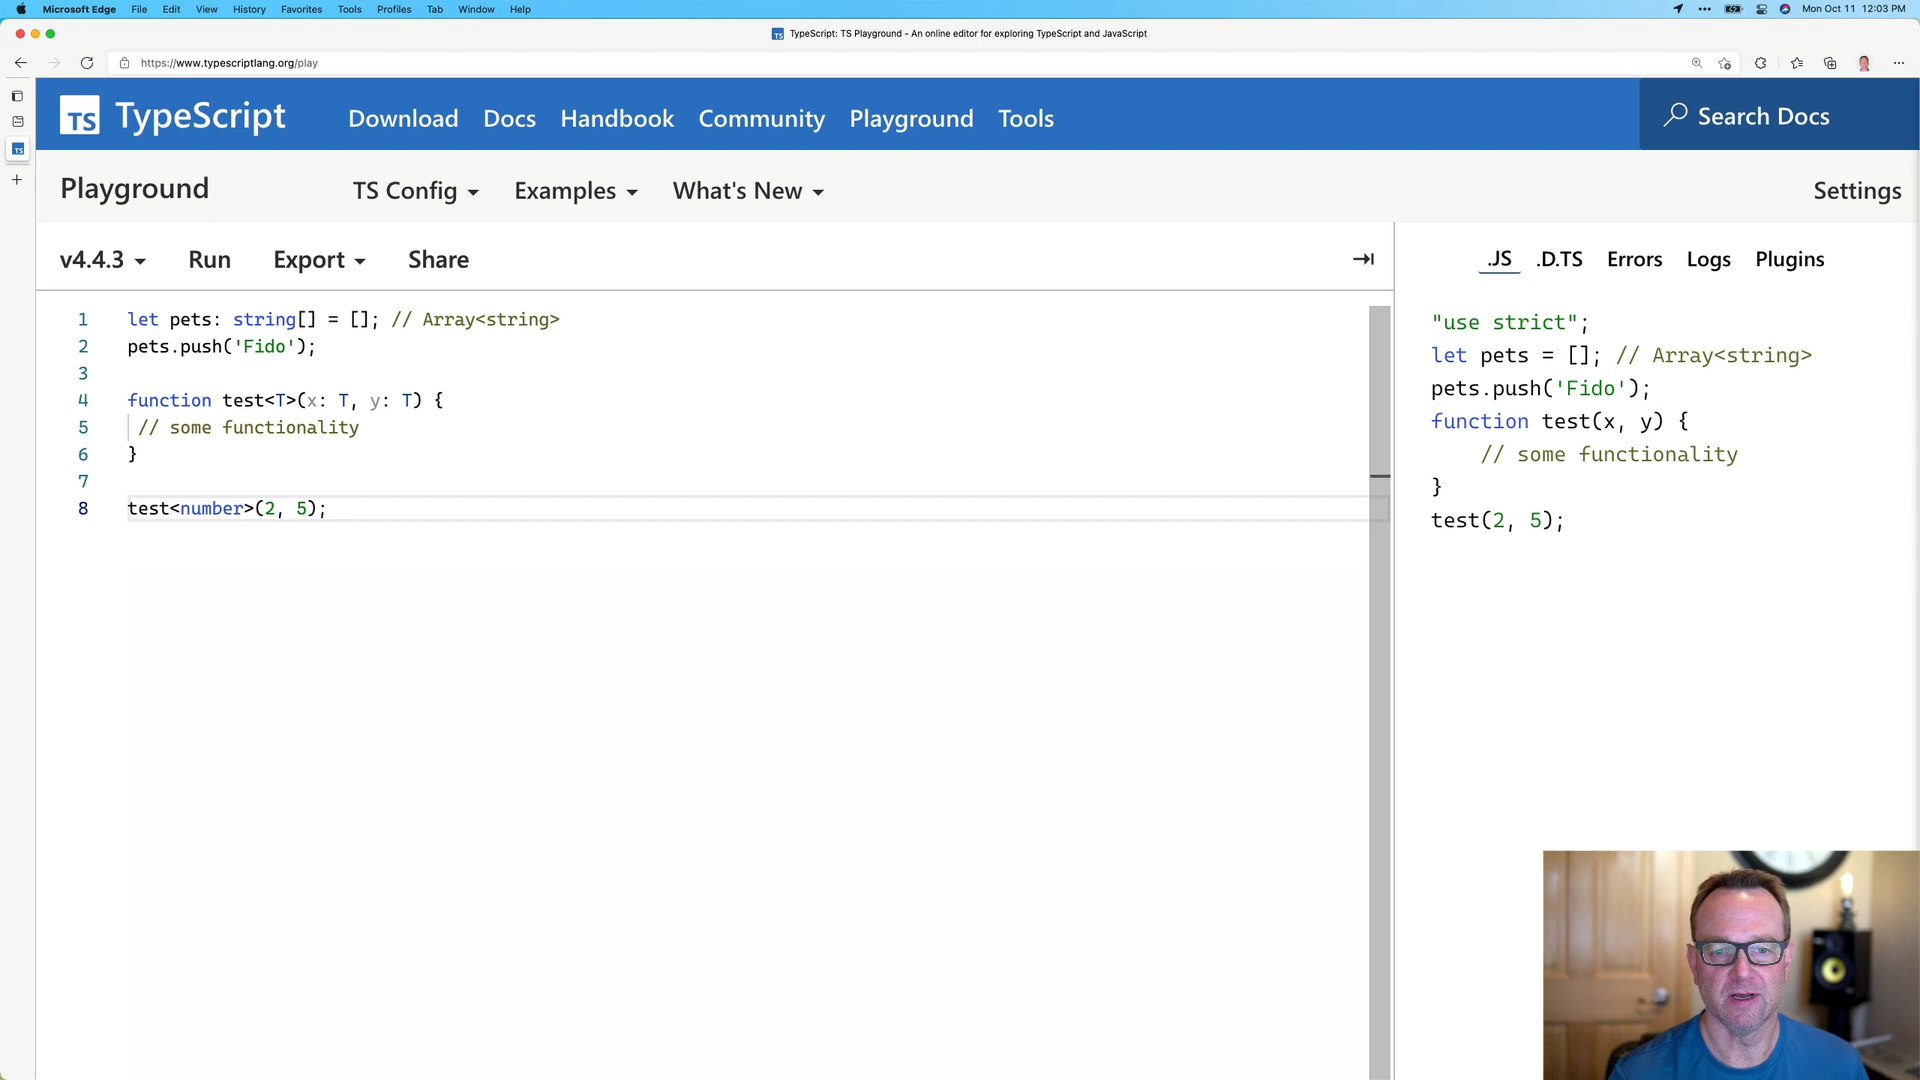 Microsoft Edge File Edit View History Favorites Tools Profiles Tab Window Help Mon Oct 11 12:03 PM
TypeScript: TS Playground - An online editor for exploring TypeScript and JavaScript
https://www.typescriptlang.org/play
TS TypeScript Download Docs Handbook Community Playground Tools Search Docs
Playground TS Config Examples What's New Settings
v4.4.3 Run Export Share
.JS .D.TS Errors Logs Plugins
1 let pets: string[] = []; // Array<string>
2 pets.push('Fido');
3
4 function test<T>(x: T, y: T) {
5 // some functionality
6 }
7
8 test<number>(2, 5);
"use strict";
let pets = []; // Array<string>
pets.push('Fido');
function test(x, y) {
// some functionality
}
test(2, 5);